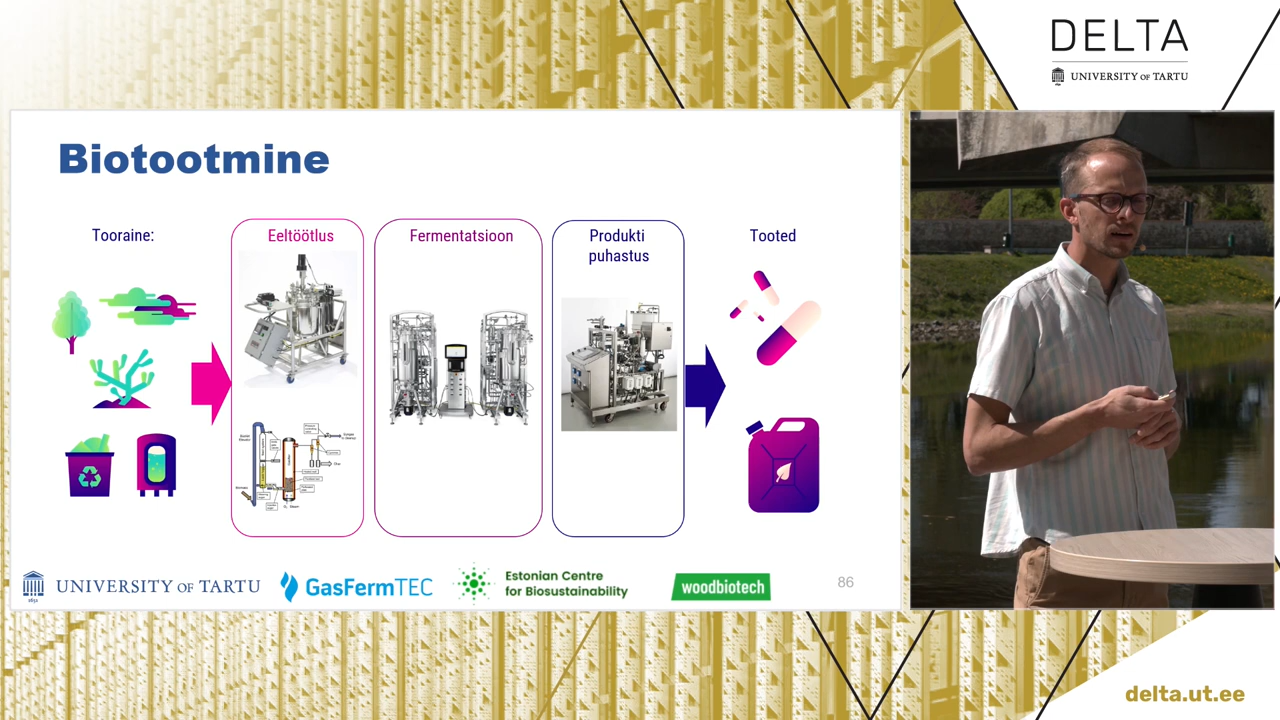 DELTA
UNIVERSITY OF TARTU
Biotootmine
Tooraine:
Eeltöötlus
Fermentatsioon
Produkti
puhastus
Tooted
1632
UNIVERSITY OF TARTU
GasFermTEC
Estonian Centre
for Biosustainability
woodbiotech
86
delta.ut.ee